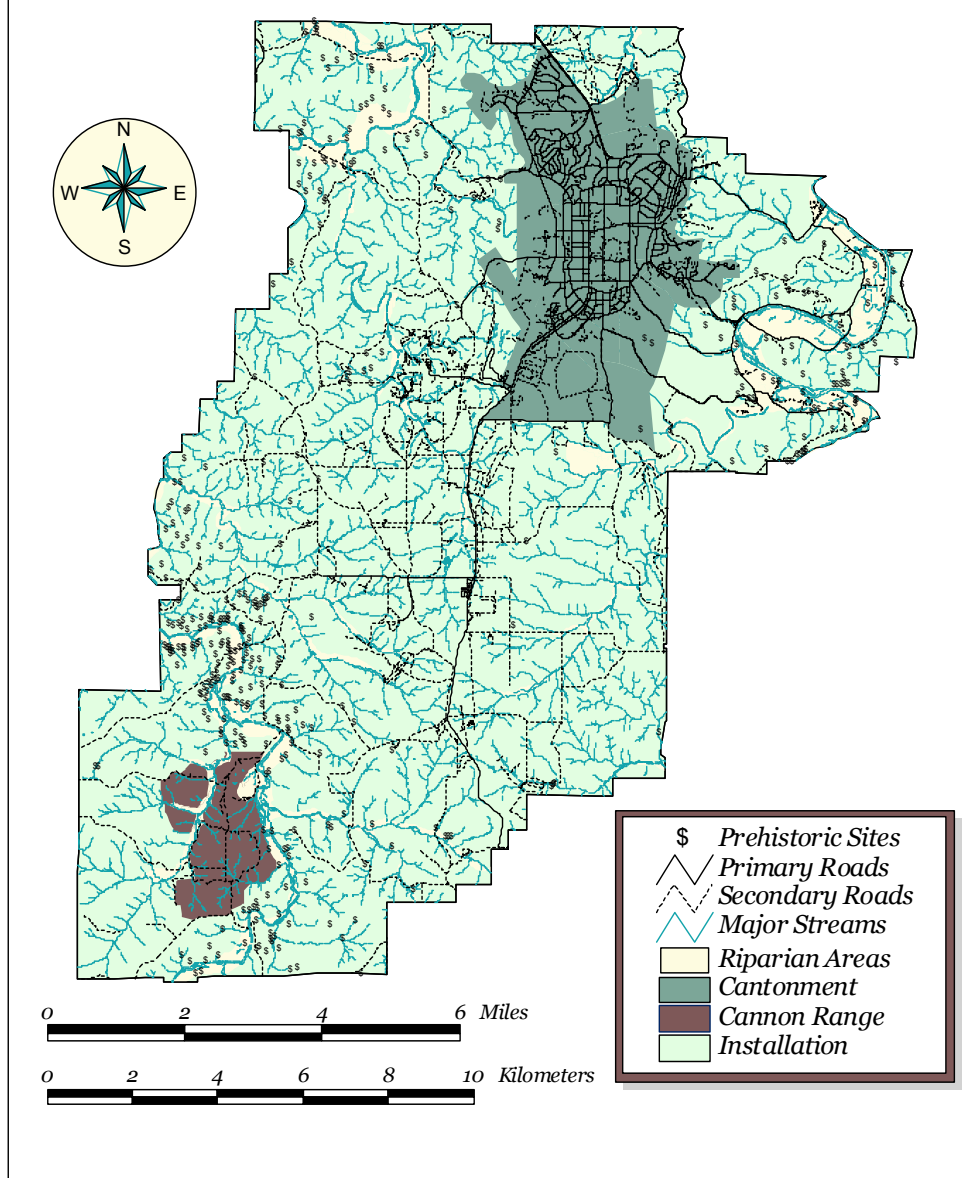 N
W E
S
$ Prehistoric Sites
Primary Roads
Secondary Roads
Major Streams
Riparian Areas
Cantonment
Cannon Range
Installation
0 2 4 6 Miles
0 2 4 6 8 10 Kilometers